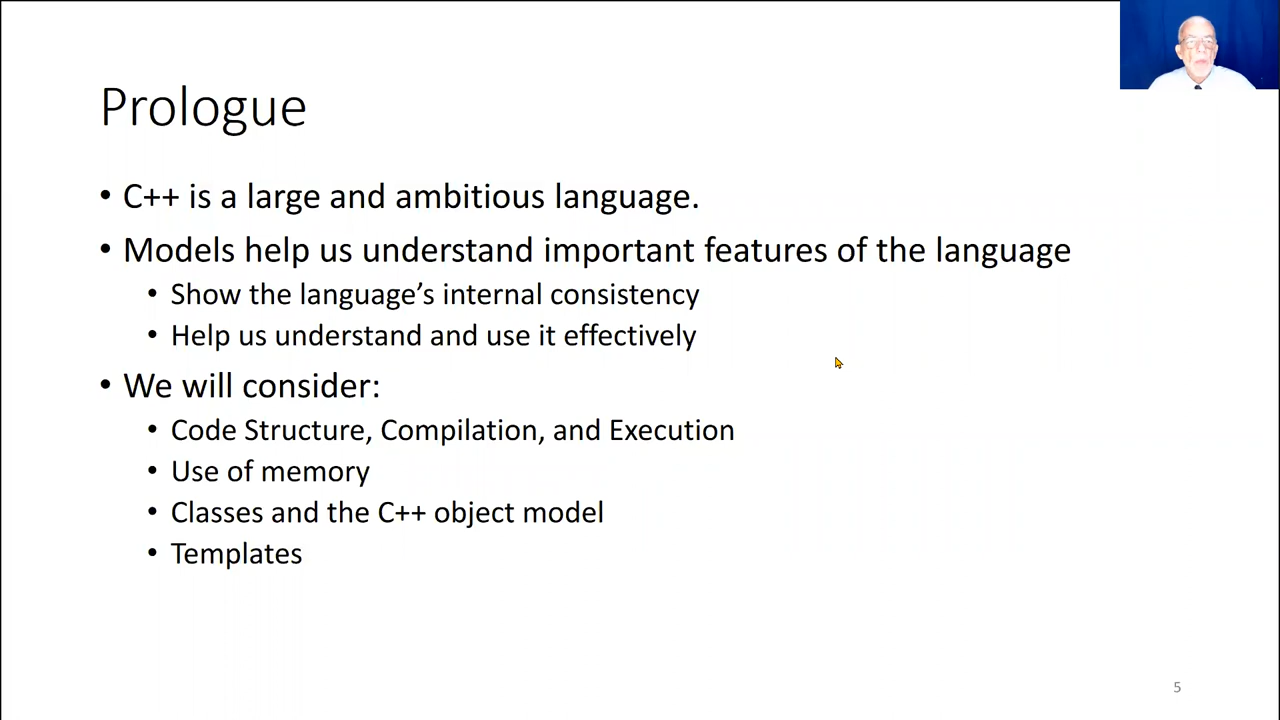 Prologue
• C++ is a large and ambitious language.
• Models help us understand important features of the language
• Show the language’s internal consistency
• Help us understand and use it effectively
• We will consider:
• Code Structure, Compilation, and Execution
• Use of memory
• Classes and the C++ object model
• Templates
5